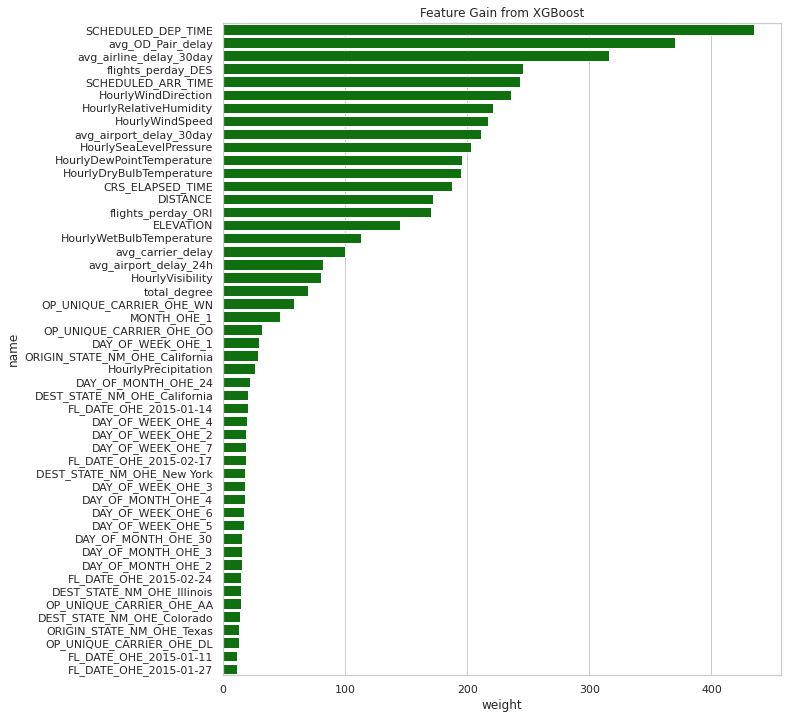 Feature Gain from XGBoost
SCHEDULED_DEP_TIME
avg_OD_Pair_delay
avg_airline_delay_30day
flights_perday_DES
SCHEDULED_ARR_TIME
HourlyWindDirection
HourlyRelativeHumidity
HourlyWindSpeed
avg_airport_delay_30day
HourlySeaLevelPressure
HourlyDewPointTemperature
HourlyDryBulbTemperature
CRS_ELAPSED_TIME
DISTANCE
flights_perday_ORI
ELEVATION
HourlyWetBulbTemperature
avg_carrier_delay
avg_airport_delay_24h
HourlyVisibility
total_degree
OP_UNIQUE_CARRIER_OHE_WN
MONTH_OHE_1
OP_UNIQUE_CARRIER_OHE_OO
DAY_OF_WEEK_OHE_1
ORIGIN_STATE_NM_OHE_California
HourlyPrecipitation
DAY_OF_MONTH_OHE_24
DEST_STATE_NM_OHE_California
FL_DATE_OHE_2015-01-14
DAY_OF_WEEK_OHE_4
DAY_OF_WEEK_OHE_2
DAY_OF_WEEK_OHE_7
FL_DATE_OHE_2015-02-17
DEST_STATE_NM_OHE_New York
DAY_OF_WEEK_OHE_3
DAY_OF_MONTH_OHE_4
DAY_OF_WEEK_OHE_6
DAY_OF_WEEK_OHE_5
DAY_OF_MONTH_OHE_30
DAY_OF_MONTH_OHE_3
DAY_OF_MONTH_OHE_2
FL_DATE_OHE_2015-02-24
DEST_STATE_NM_OHE_Illinois
OP_UNIQUE_CARRIER_OHE_AA
DEST_STATE_NM_OHE_Colorado
ORIGIN_STATE_NM_OHE_Texas
OP_UNIQUE_CARRIER_OHE_DL
FL_DATE_OHE_2015-01-11
FL_DATE_OHE_2015-01-27
name
0 100 200 300 400
weight